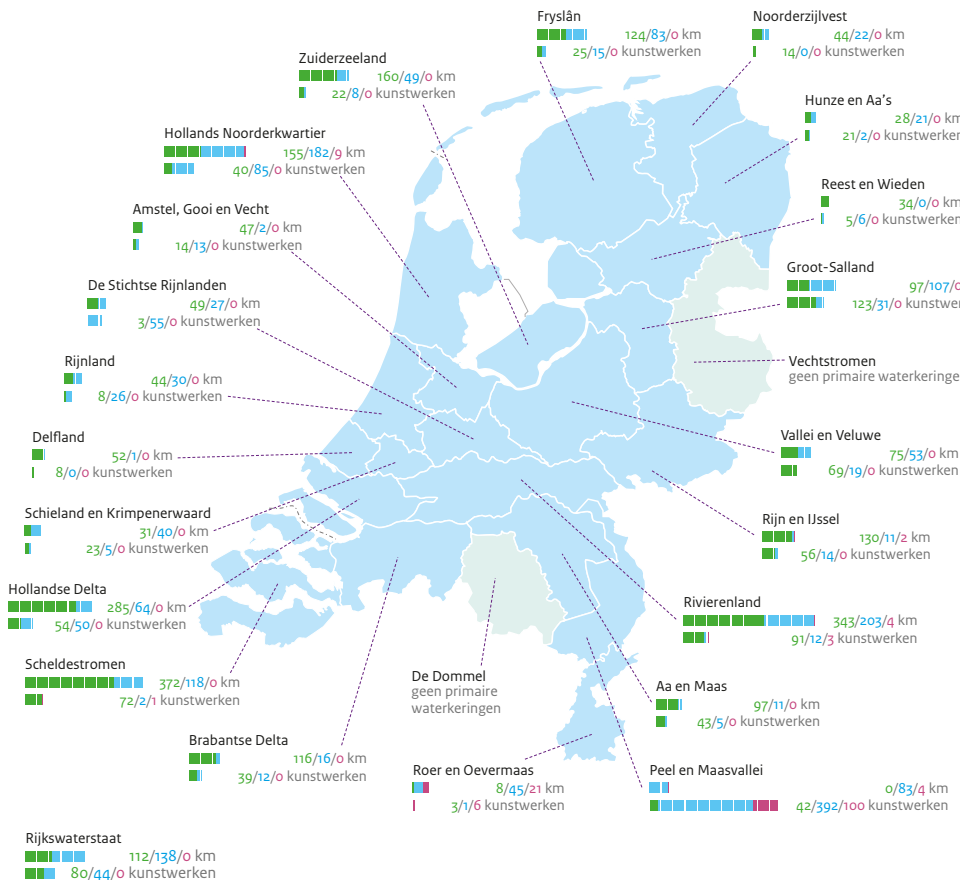 Fryslân
124/83/0 km
25/15/0 kunstwerken
Noorderzijlvest
44/22/0 km
14/0/0 kunstwerken
Zuiderzeeland
160/49/0 km
22/8/0 kunstwerken
Hunze en Aa's
28/21/0 km
21/2/0 kunstwerken
Hollands Noorderkwartier
155/182/9 km
40/85/0 kunstwerken
Reest en Wieden
34/0/0 km
5/6/0 kunstwerken
Amstel, Gooi en Vecht
47/2/0 km
14/13/0 kunstwerken
Groot-Salland
97/107/0
123/31/0 kunstwerken
De Stichtse Rijnlanden
49/27/0 km
3/55/0 kunstwerken
Vechtstromen
geen primaire waterkeringe
Rijnland
44/30/0 km
8/26/0 kunstwerken
Delfland
52/1/0 km
8/0/0 kunstwerken
Vallei en Veluwe
75/53/0 km
69/19/0 kunstwerken
Schieland en Krimpenerwaard
31/40/0 km
23/5/0 kunstwerken
Rijn en IJssel
130/11/2 km
56/14/0 kunstwerken
Hollandse Delta
285/64/0 km
54/50/0 kunstwerken
Rivierenland
343/203/4 km
91/12/3 kunstwerken
Scheldestromen
372/118/0 km
72/2/1 kunstwerken
De Dommel
geen primaire
waterkeringen
Aa en Maas
97/11/0 km
43/5/0 kunstwerken
Brabantse Delta
116/16/0 km
39/12/0 kunstwerken
Roer en Oevermaas
8/45/21 km
3/1/6 kunstwerken
Peel en Maasvallei
0/83/4 km
42/392/100 kunstwerken
Rijkswaterstaat
112/138/0 km
80/44/0 kunstwerken